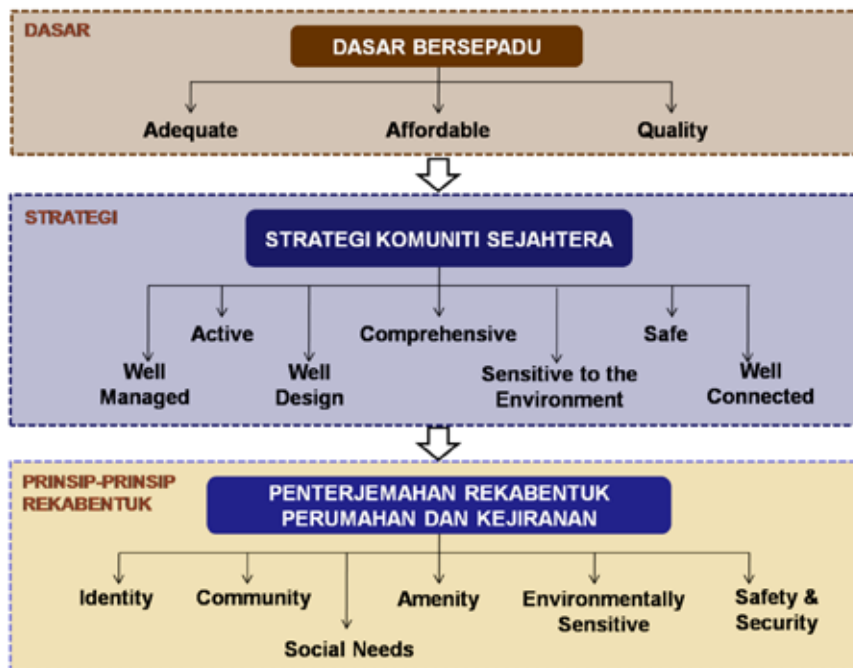 DASAR
DASAR BERSEPADU
Adequate
Affordable
Quality
STRATEGI
STRATEGI KOMUNITI SEJAHTERA
Active
Comprehensive
Safe
Well
Managed
Well
Design
Sensitive to the
Environment
Well
Connected
PRINSIP-PRINSIP
REKABENTUK
PENTERJEMAHAN REKABENTUK
PERUMAHAN DAN KEJIRANAN
Identity
Community
Amenity
Environmentally
Sensitive
Safety &
Security
Social Needs